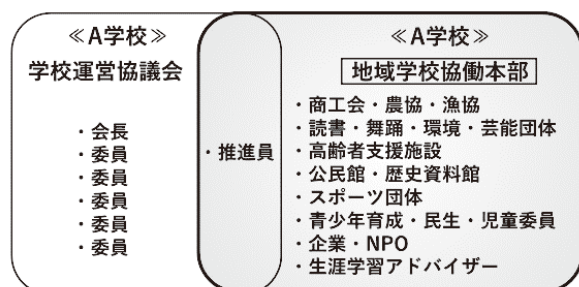 ≪A学校≫
学校運営協議会
・会長
・委員
・委員
・委員
・委員
・委員
・推進員
≪A学校≫
地域学校協働本部
・商工会・農協・漁協
・読書・舞踊・環境・芸能団体
・高齢者支援施設
・公民館・歴史資料館
・スポーツ団体
・青少年育成・民生・児童委員
・企業・NPO
・生涯学習アドバイザー